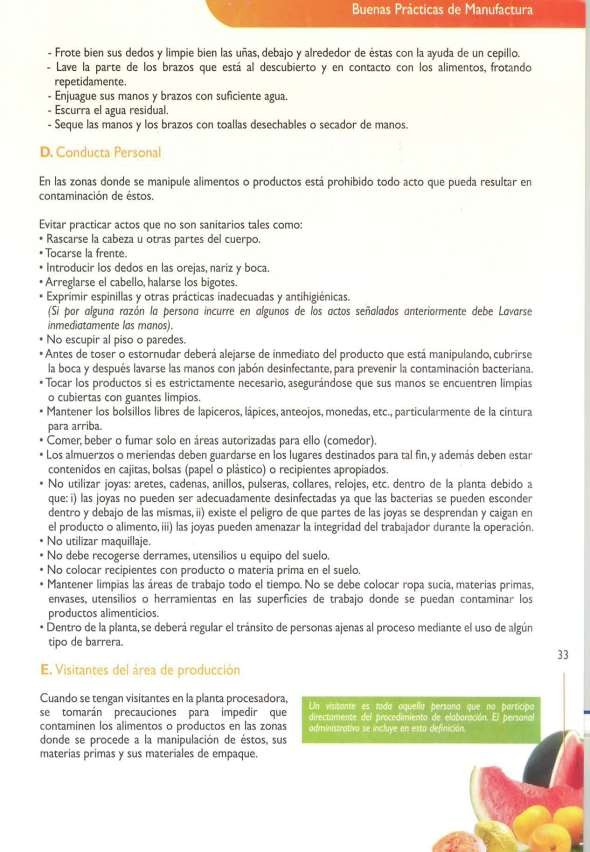 Buenas Prácticas de Manufactura
- Frote bien sus dedos y limpie bien las uñas, debajo y alrededor de éstas con la ayuda de un cepillo.
- Lave la parte de los brazos que está al descubierto y en contacto con los alimentos, frotando
repetidamente.
- Enjuague sus manos y brazos con suficiente agua.
- Escurra el agua residual.
- Seque las manos y los brazos con toallas desechables o secador de manos.
D. Conducta Personal
En las zonas donde se manipule alimentos o productos está prohibido todo acto que pueda resultar en
contaminación de éstos.
Evitar practicar actos que no son sanitarios tales como:
• Rascarse la cabeza u otras partes del cuerpo.
• Tocarse la frente.
• Introducir los dedos en las orejas, nariz y boca.
• Arreglarse el cabello, halarse los bigotes.
• Exprimir espinillas y otras prácticas inadecuadas y antihigiénicas.
(Si por alguna razón la persona incurre en algunos de los actos señalados anteriormente debe Lavarse
inmediatamente las manos).
• No escupir al piso o paredes.
• Antes de toser o estornudar deberá alejarse de inmediato del producto que está manipulando, cubrirse
la boca y después lavarse las manos con jabón desinfectante, para prevenir la contaminación bacteriana.
• Tocar los productos si es estrictamente necesario, asegurándose que sus manos se encuentren limpias
o cubiertas con guantes limpios.
• Mantener los bolsillos libres de lapiceros, lápices, anteojos, monedas, etc., particularmente de la cintura
para arriba.
• Comer, beber o fumar solo en áreas autorizadas para ello (comedor).
• Los almuerzos o meriendas deben guardarse en los lugares destinados para tal fin, y además deben estar
contenidos en cajitas, bolsas (papel o plástico) o recipientes apropiados.
• No utilizar joyas: aretes, cadenas, anillos, pulseras, collares, relojes, etc. dentro de la planta debido a
que: i) las joyas no pueden ser adecuadamente desinfectadas ya que las bacterias se pueden esconder
dentro y debajo de las mismas, ii) existe el peligro de que partes de las joyas se desprendan y caigan en
el producto o alimento, iii) las joyas pueden amenazar la integridad del trabajador durante la operación.
• No utilizar maquillaje.
• No debe recogerse derrames, utensilios u equipo del suelo.
• No colocar recipientes con producto o materia prima en el suelo.
• Mantener limpias las áreas de trabajo todo el tiempo. No se debe colocar ropa sucia, materias primas,
envases, utensilios o herramientas en las superficies de trabajo donde se puedan contaminar los
productos alimenticios.
• Dentro de la planta, se deberá regular el tránsito de personas ajenas al proceso mediante el uso de algún
tipo de barrera.
33
E. Visitantes del área de producción
Cuando se tengan visitantes en la planta procesadora,
se tomarán precauciones para impedir que
contaminen los alimentos o productos en las zonas
donde se procede a la manipulación de éstos, sus
materias primas y sus materiales de empaque.
Un visitante es toda aquella persona que no participa
directamente del procedimiento de elaboración. El personal
administrativo se incluye en esta definición.